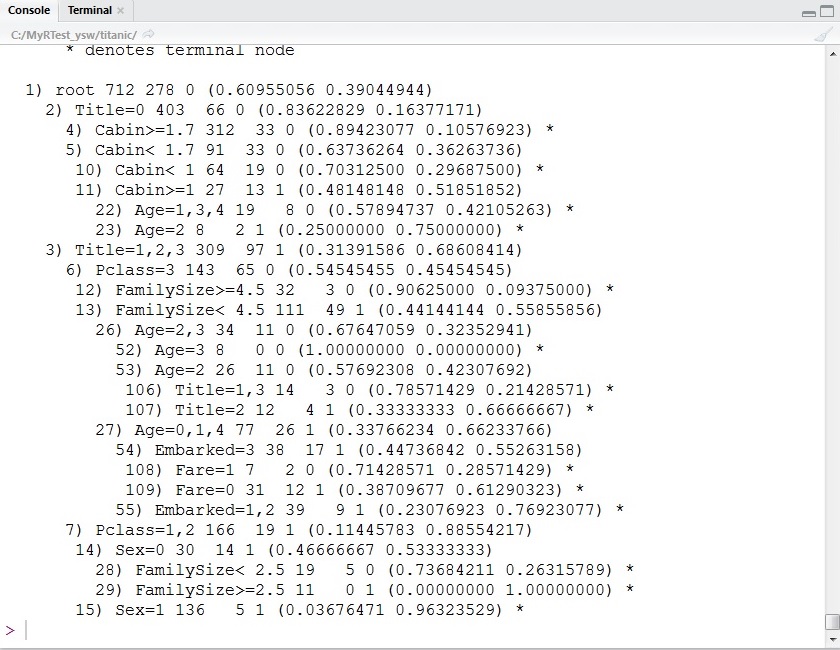 Console Terminal
C:/MyRTest_ysw/titanic/
* denotes terminal node
1) root 712 278 0 (0.60955056 0.39044944)
2) Title=0 403 66 0 (0.83622829 0.16377171)
4) Cabin>=1.7 312 33 0 (0.89423077 0.10576923) *
5) Cabin< 1.7 91 33 0 (0.63736264 0.36263736)
10) Cabin< 1 64 19 0 (0.70312500 0.29687500) *
11) Cabin>=1 27 13 1 (0.48148148 0.51851852)
22) Age=1,3,4 19 8 0 (0.57894737 0.42105263) *
23) Age=2 8 2 1 (0.25000000 0.75000000) *
3) Title=1,2,3 309 97 1 (0.31391586 0.68608414)
6) Pclass=3 143 65 0 (0.54545455 0.45454545)
12) FamilySize>=4.5 32 3 0 (0.90625000 0.09375000) *
13) FamilySize< 4.5 111 49 1 (0.44144144 0.55855856)
26) Age=2,3 34 11 0 (0.67647059 0.32352941)
52) Age=3 8 0 0 (1.00000000 0.00000000) *
53) Age=2 26 11 0 (0.57692308 0.42307692)
106) Title=1,3 14 3 0 (0.78571429 0.21428571) *
107) Title=2 12 4 1 (0.33333333 0.66666667) *
27) Age=0,1,4 77 26 1 (0.33766234 0.66233766)
54) Embarked=3 38 17 1 (0.44736842 0.55263158)
108) Fare=1 7 2 0 (0.71428571 0.28571429) *
109) Fare=0 31 12 1 (0.38709677 0.61290323) *
55) Embarked=1,2 39 9 1 (0.23076923 0.76923077) *
7) Pclass=1,2 166 19 1 (0.11445783 0.88554217)
14) Sex=0 30 14 1 (0.46666667 0.53333333)
28) FamilySize< 2.5 19 5 0 (0.73684211 0.26315789) *
29) FamilySize>=2.5 11 0 1 (0.00000000 1.00000000) *
15) Sex=1 136 5 1 (0.03676471 0.96323529) *
>